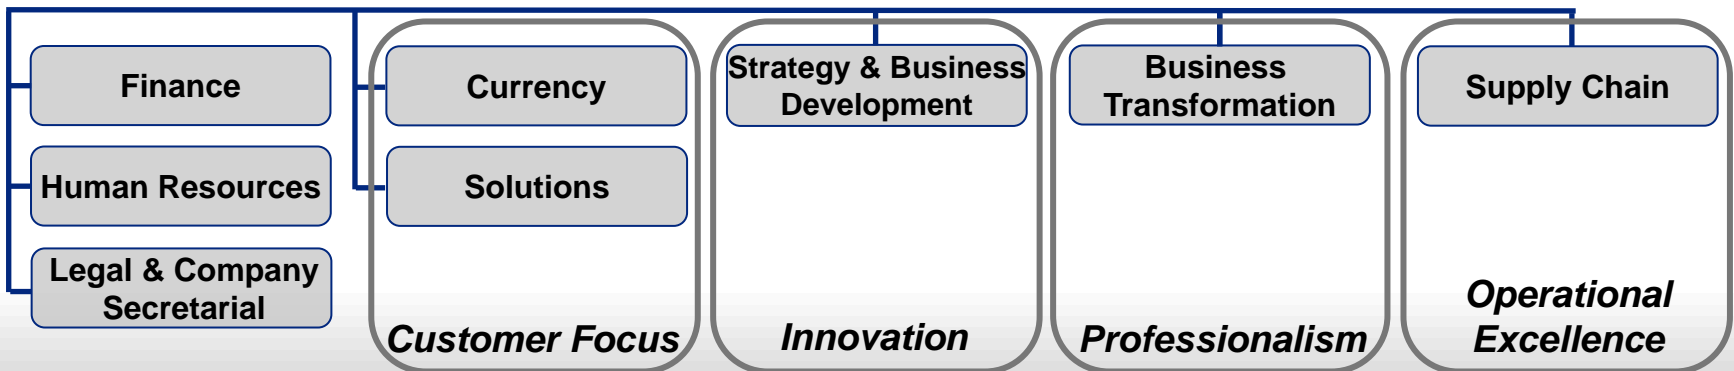 Finance
Human Resources
Legal & Company
Secretarial
Currency
Solutions
Customer Focus
Strategy & Business
Development
Innovation
Business
Transformation
Professionalism
Supply Chain
Operational
Excellence